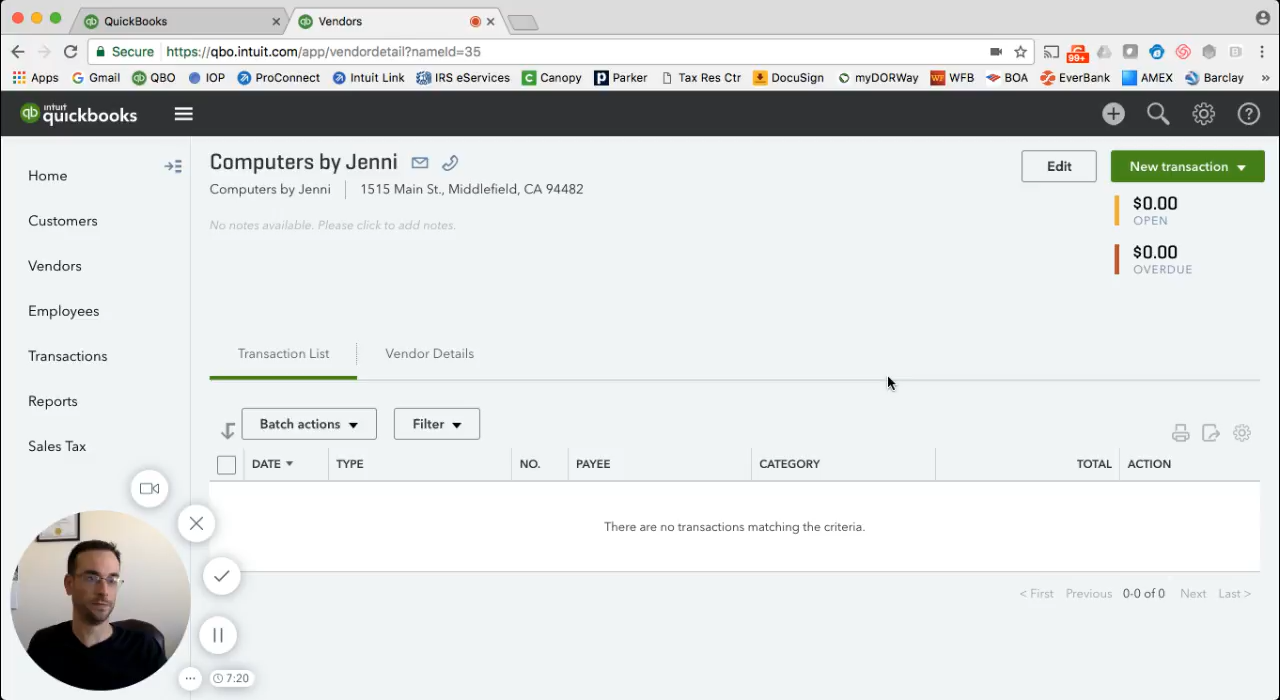 QuickBooks
Vendors
Secure https://qbo.intuit.com/app/vendordetail?nameId=35
99+
Apps Gmail QBO IOP ProConnect Intuit Link IRS eServices Canopy Parker Tax Res Ctr DocuSign myDORWay WFB BOA EverBank AMEX Barclay »
intuit
quickbooks
Home
Customers
Vendors
Employees
Transactions
Reports
Sales Tax
Computers by Jenni
Computers by Jenni 1515 Main St., Middlefield, CA 94482
No notes available. Please click to add notes.
Edit
New transaction
$0.00
OPEN
$0.00
OVERDUE
Transaction List Vendor Details
Batch actions Filter
DATE TYPE NO. PAYEE CATEGORY TOTAL ACTION
There are no transactions matching the criteria.
< First Previous 0-0 of 0 Next Last >
7:20